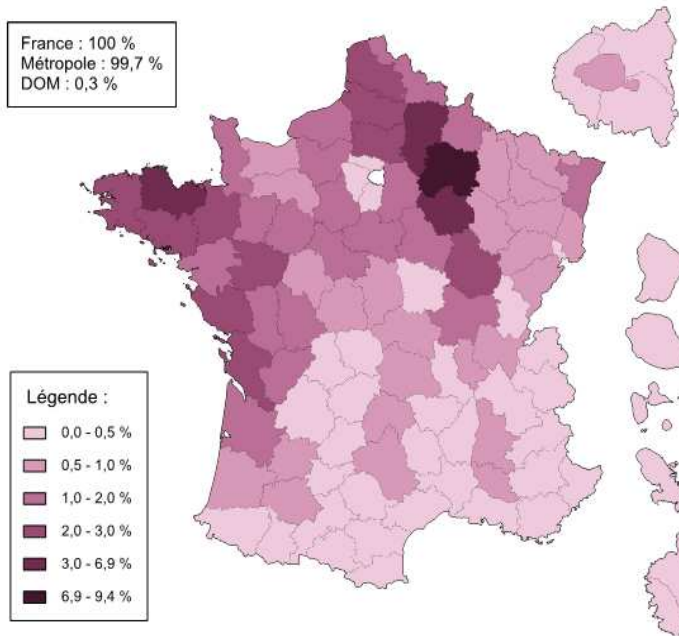 France : 100 %
Métropole : 99,7 %
DOM : 0,3 %
Légende :
0,0 - 0,5 %
0,5 - 1,0 %
1,0 - 2,0 %
2,0 - 3,0 %
3,0 - 6,9 %
6,9 - 9,4 %